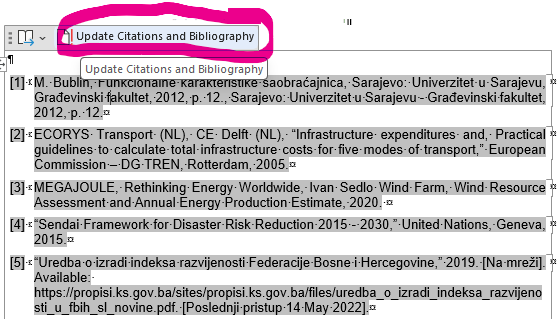 Update Citations and Bibliography
Update Citations and Bibliography
[1] M. Bublin, Funkcionalne karakteristike saobraćajnica, Sarajevo: Univerzitet u Sarajevu,
Građevinski fakultet, 2012, p. 12., Sarajevo: Univerzitet u Sarajevu - Građevinski fakultet,
2012, p. 12.
[2] ECORYS Transport (NL), CE Delft (NL), “Infrastructure expenditures and, Practical
guidelines to calculate total infrastructure costs for five modes of transport,” European
Commission – DG TREN, Rotterdam, 2005.
[3] MEGAJOULE, Rethinking Energy Worldwide, Ivan Sedlo Wind Farm, Wind Resource
Assessment and Annual Energy Production Estimate, 2020.
[4] “Sendai Framework for Disaster Risk Reduction 2015 - 2030,” United Nations, Geneva,
2015.
[5] “Uredba o izradi indeksa razvijenosti Federacije Bosne i Hercegovine,” 2019. [Na mreži].
Available:
https://propisi.ks.gov.ba/sites/propisi.ks.gov.ba/files/uredba_o_izradi_indeksa_razvijeno
sti_u_fbih_sl_novine.pdf. [Poslednji pristup 14 May 2022].